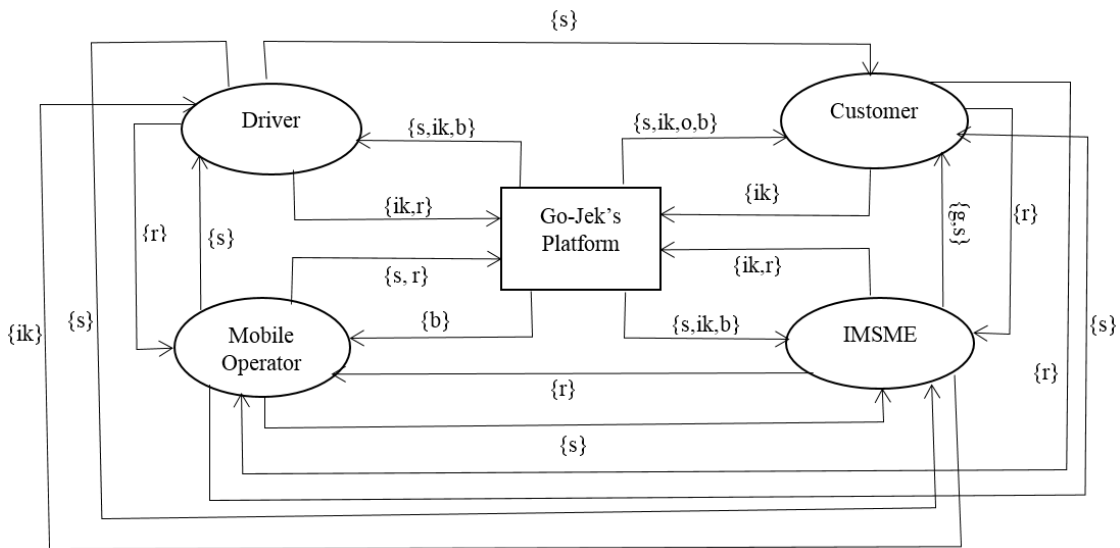 {s}
Driver
Customer
{s,ik,b}
{s,ik,o,b}
{ik,r}
{ik}
Go-Jek's
Platform
{g,s}
{r}
{r}
{s}
{s, r}
{ik,r}
{ik}
{s}
{b}
{s,ik,b}
{s}
Mobile
Operator
IMSME
{r}
{r}
{s}